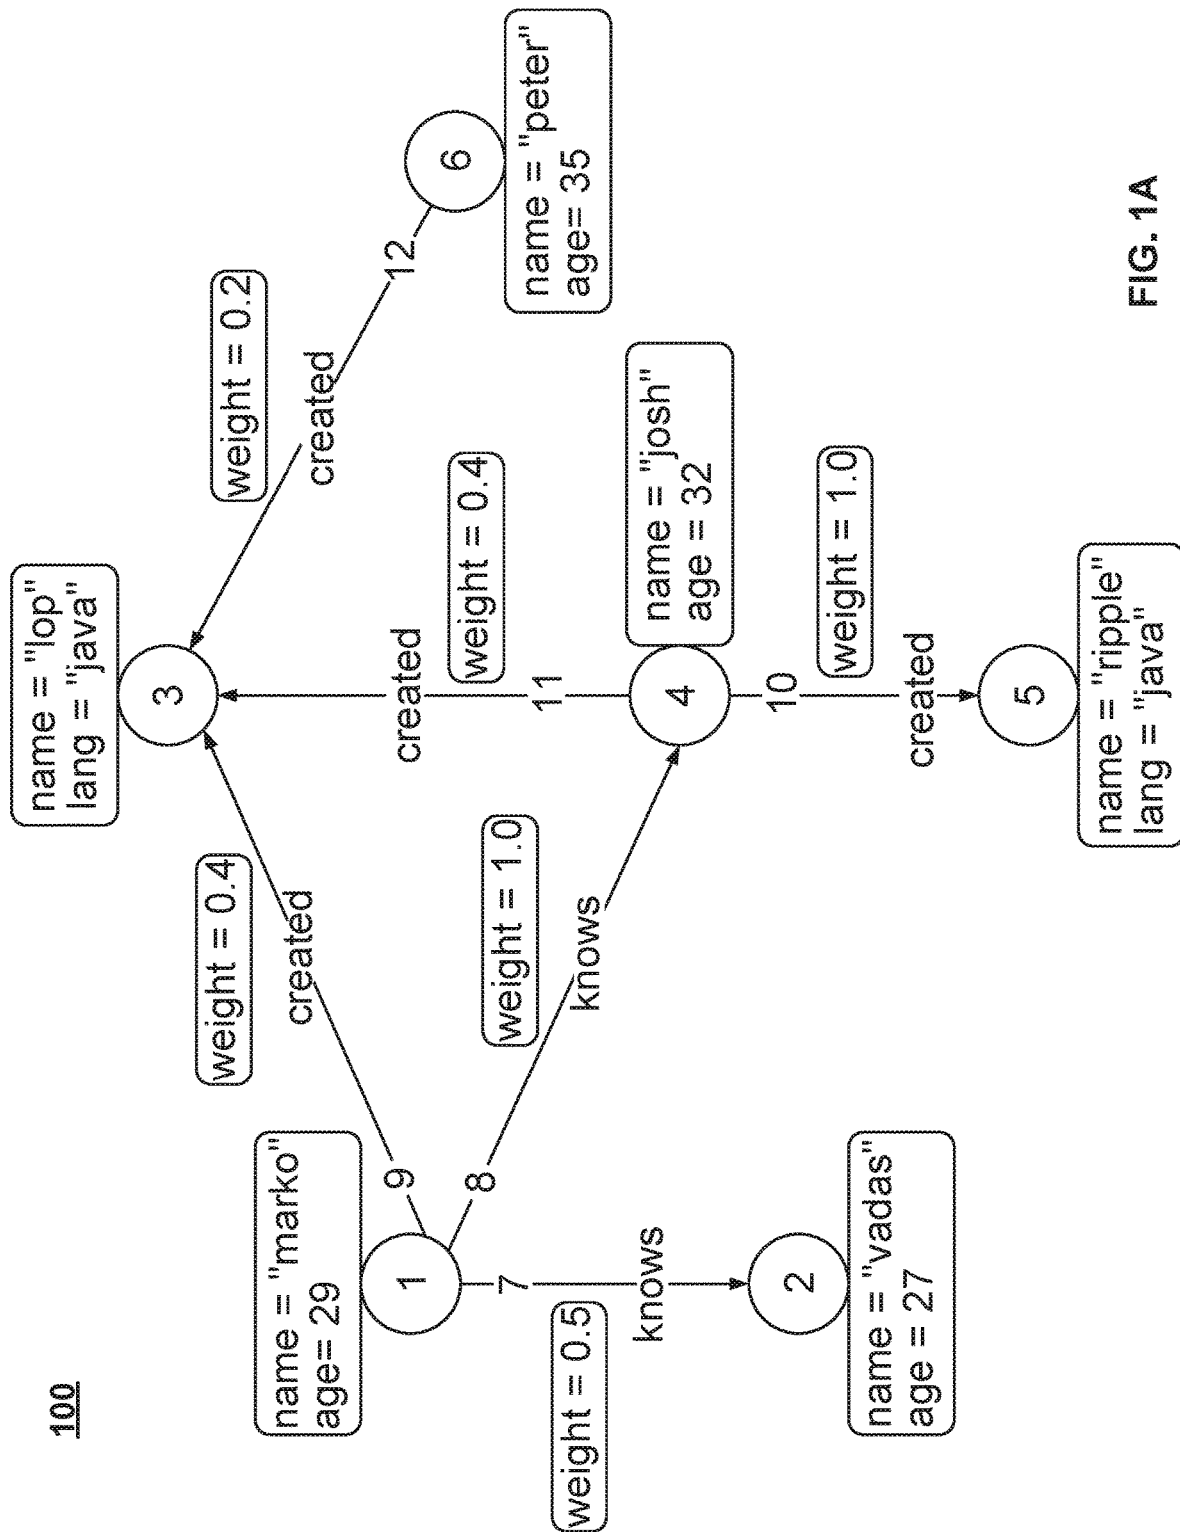 100
name = "marko"
age= 29
1
9
8
7
weight = 0.5
knows
2
name = "vadas"
age = 27
weight = 0.4
created
weight = 1.0
knows
name = "lop"
lang = "java"
3
created
11
weight = 0.4
4
name = "josh"
age = 32
10
weight = 1.0
created
5
name = "ripple"
lang = "java"
weight = 0.2
created
12
6
name = "peter"
age= 35
FIG. 1A